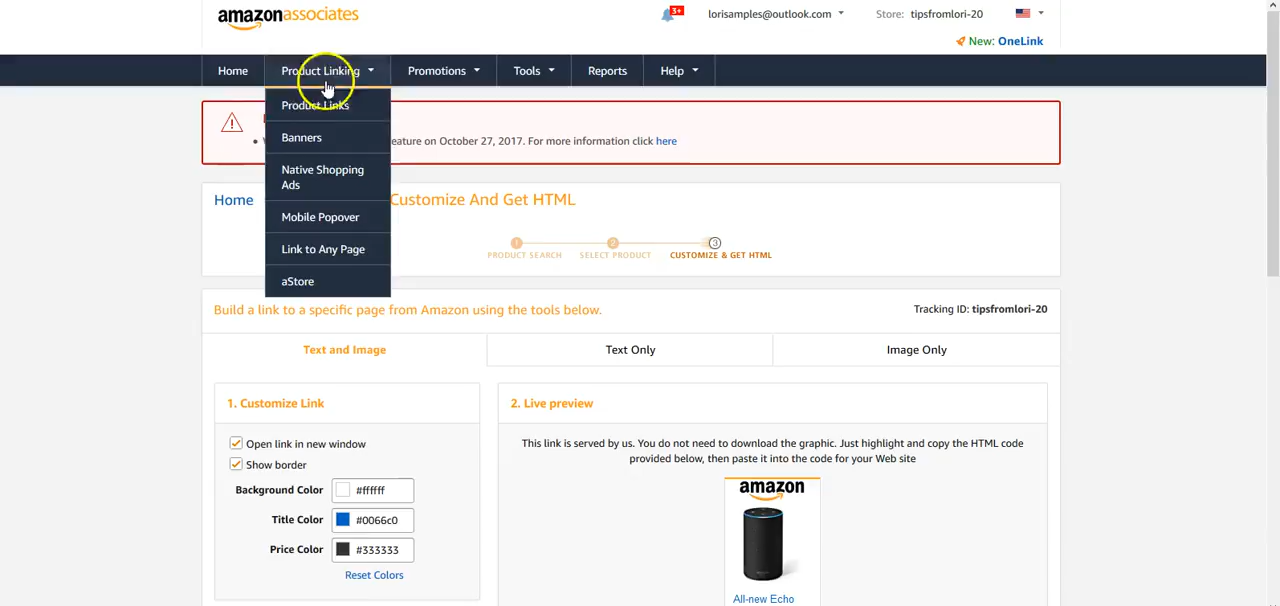 amazonassociates
3+
lorisamples@outlook.com
Store: tipsfromlori-20
New: OneLink
Home
Product Linking
Promotions
Tools
Reports
Help
Product Links
Banners
Native Shopping
Ads
Mobile Popover
Link to Any Page
aStore
eature on October 27, 2017. For more information click here
Home
Customize And Get HTML
1
2
3
PRODUCT SEARCH
SELECT PRODUCT
CUSTOMIZE & GET HTML
Build a link to a specific page from Amazon using the tools below.
Tracking ID: tipsfromlori-20
Text and Image
Text Only
Image Only
1. Customize Link
Open link in new window
Show border
Background Color
#ffffff
Title Color
#0066c0
Price Color
#333333
Reset Colors
2. Live preview
This link is served by us. You do not need to download the graphic. Just highlight and copy the HTML code
provided below, then paste it into the code for your Web site
amazon
All-new Echo